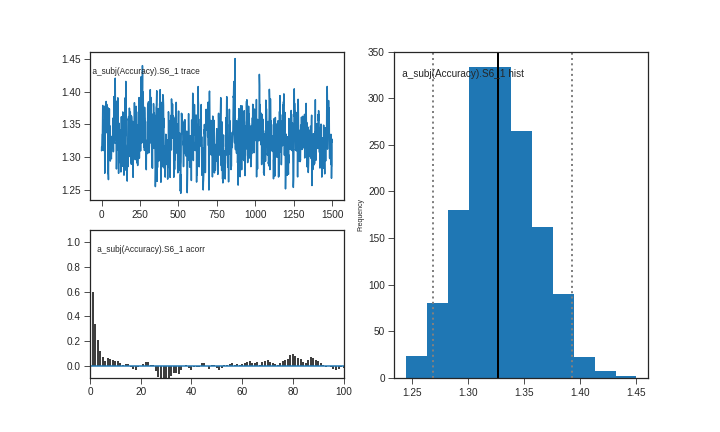 a_subj(Accuracy).S6_1 trace
1.45
1.40
1.35
1.30
1.25
0 250 500 750 1000 1250 1500
a_subj(Accuracy).S6_1 acorr
1.0
0.8
0.6
0.4
0.2
0.0
0 20 40 60 80 100
a_subj(Accuracy).S6_1 hist
Frequency
350
300
250
200
150
100
50
0
1.25 1.30 1.35 1.40 1.45